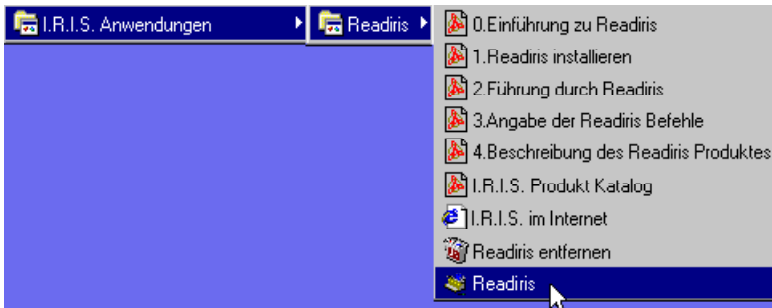 I.R.I.S. Anwendungen
Readiris
0.Einführung zu Readiris
1.Readiris installieren
2.Führung durch Readiris
3.Angabe der Readiris Befehle
4.Beschreibung des Readiris Produktes
I.R.I.S. Produkt Katalog
I.R.I.S. im Internet
Readiris entfernen
Readiris